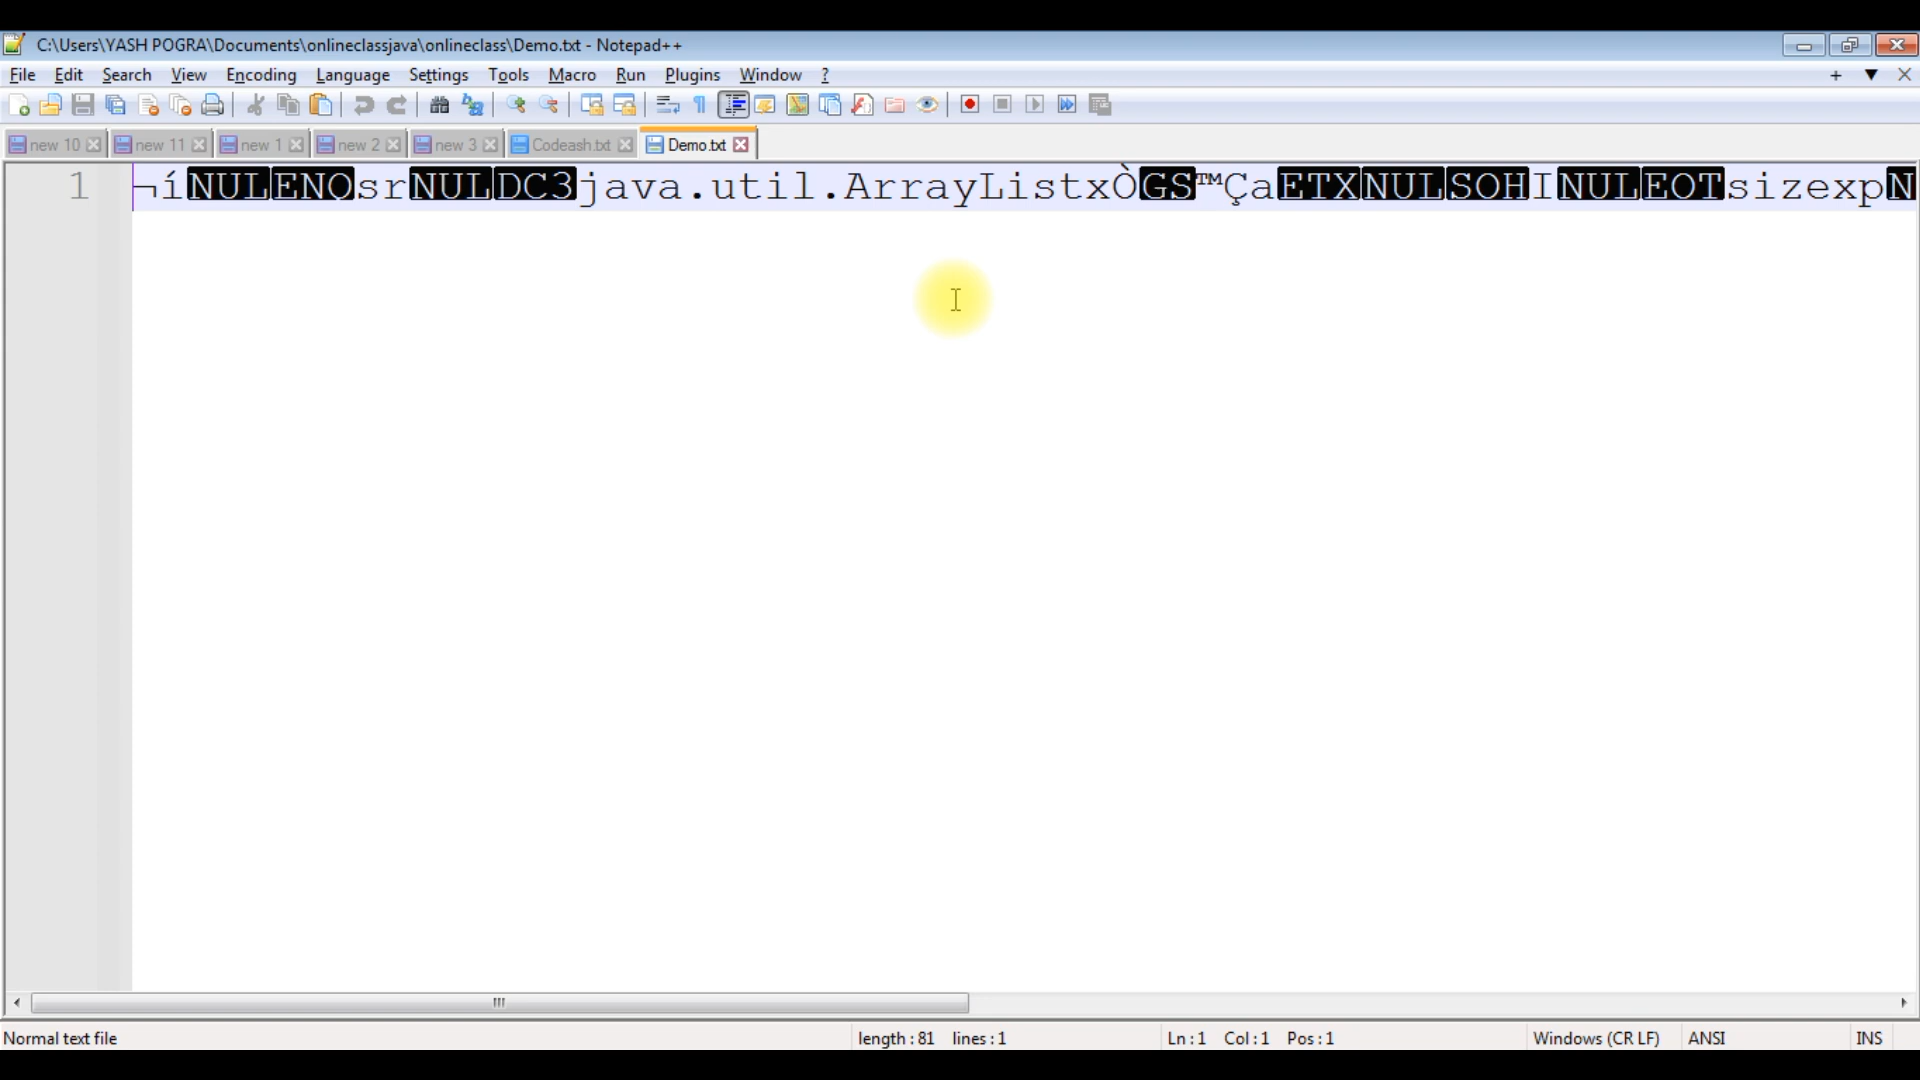 C:\Users\YASH POGRA\Documents\onlineclassjava\onlineclass\Demo.txt - Notepad++
File Edit Search View Encoding Language Settings Tools Macro Run Plugins Window ?
new 10 new 11 new 1 new 2 new 3 Codeash.txt Demo.txt
1 ¬íNULENQsrNULDC3java.util.ArrayListxÒGS™ÇaETXNULSOHINULEOTsizexpN
Normal text file length : 81 lines : 1 Ln : 1 Col : 1 Pos : 1 Windows (CR LF) ANSI INS